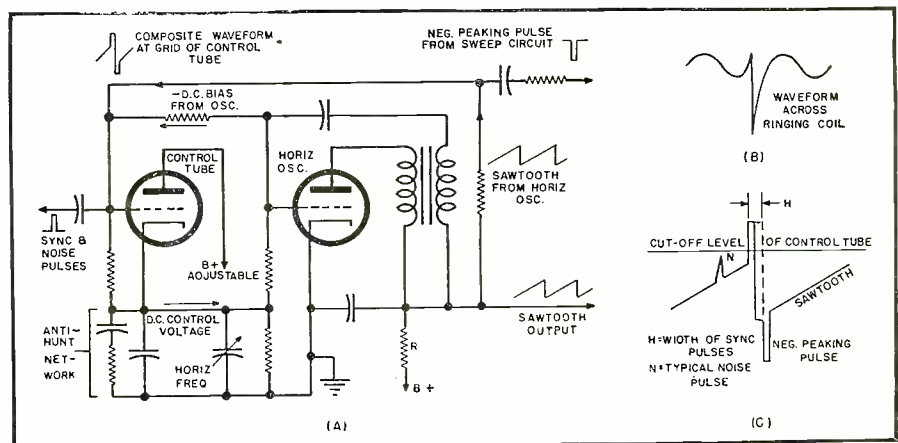 COMPOSITE WAVEFORM
AT GRID OF CONTROL
TUBE
NEG. PEAKING PULSE
FROM SWEEP CIRCUIT
-D.C. BIAS
FROM OSC.
CONTROL
TUBE
HORIZ
OSC.
SYNC &
NOISE
PULSES
B+
ADJUSTABLE
SAWTOOTH
FROM HORIZ
OSC.
ANTI-
HUNT
NET-
WORK
D.C. CONTROL
VOLTAGE
HORIZ
FREQ
R
B+
SAWTOOTH
OUTPUT
(A)
WAVEFORM
ACROSS
RINGING COIL
(B)
H
CUT-OFF LEVEL
OF CONTROL TUBE
N
SAWTOOTH
H=WIDTH OF SYNC
PULSES
N=TYPICAL NOISE
PULSE
NEG. PEAKING
PULSE
(C)